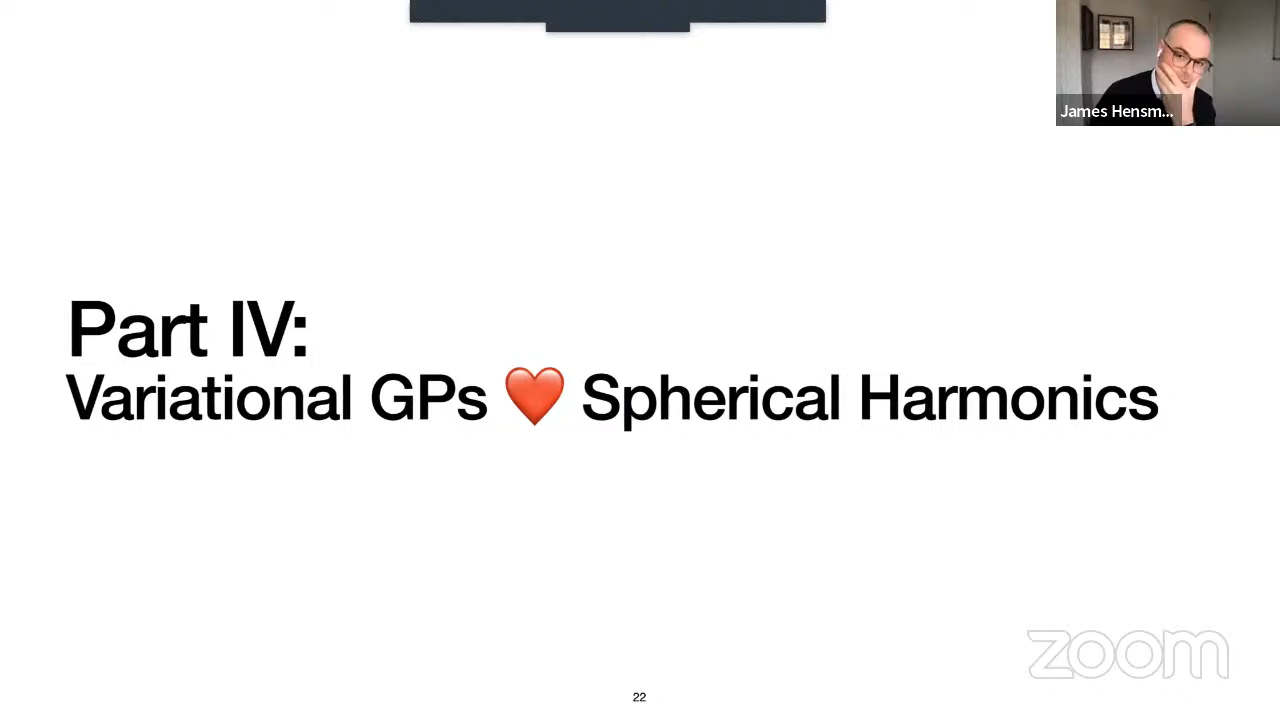 James Hensm...
Part IV:
Variational GPs ❤️ Spherical Harmonics
zoom
22